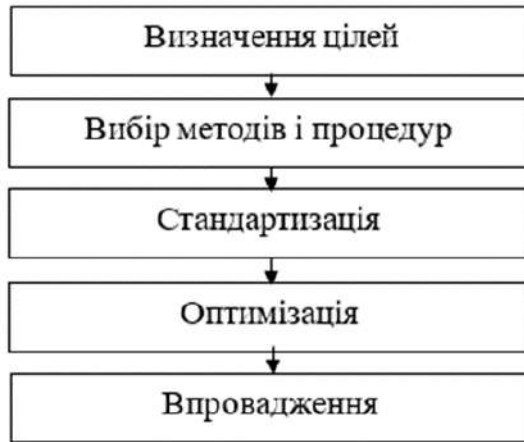 Визначення цілей
Вибір методів і процедур
Стандартизація
Оптимізація
Впровадження